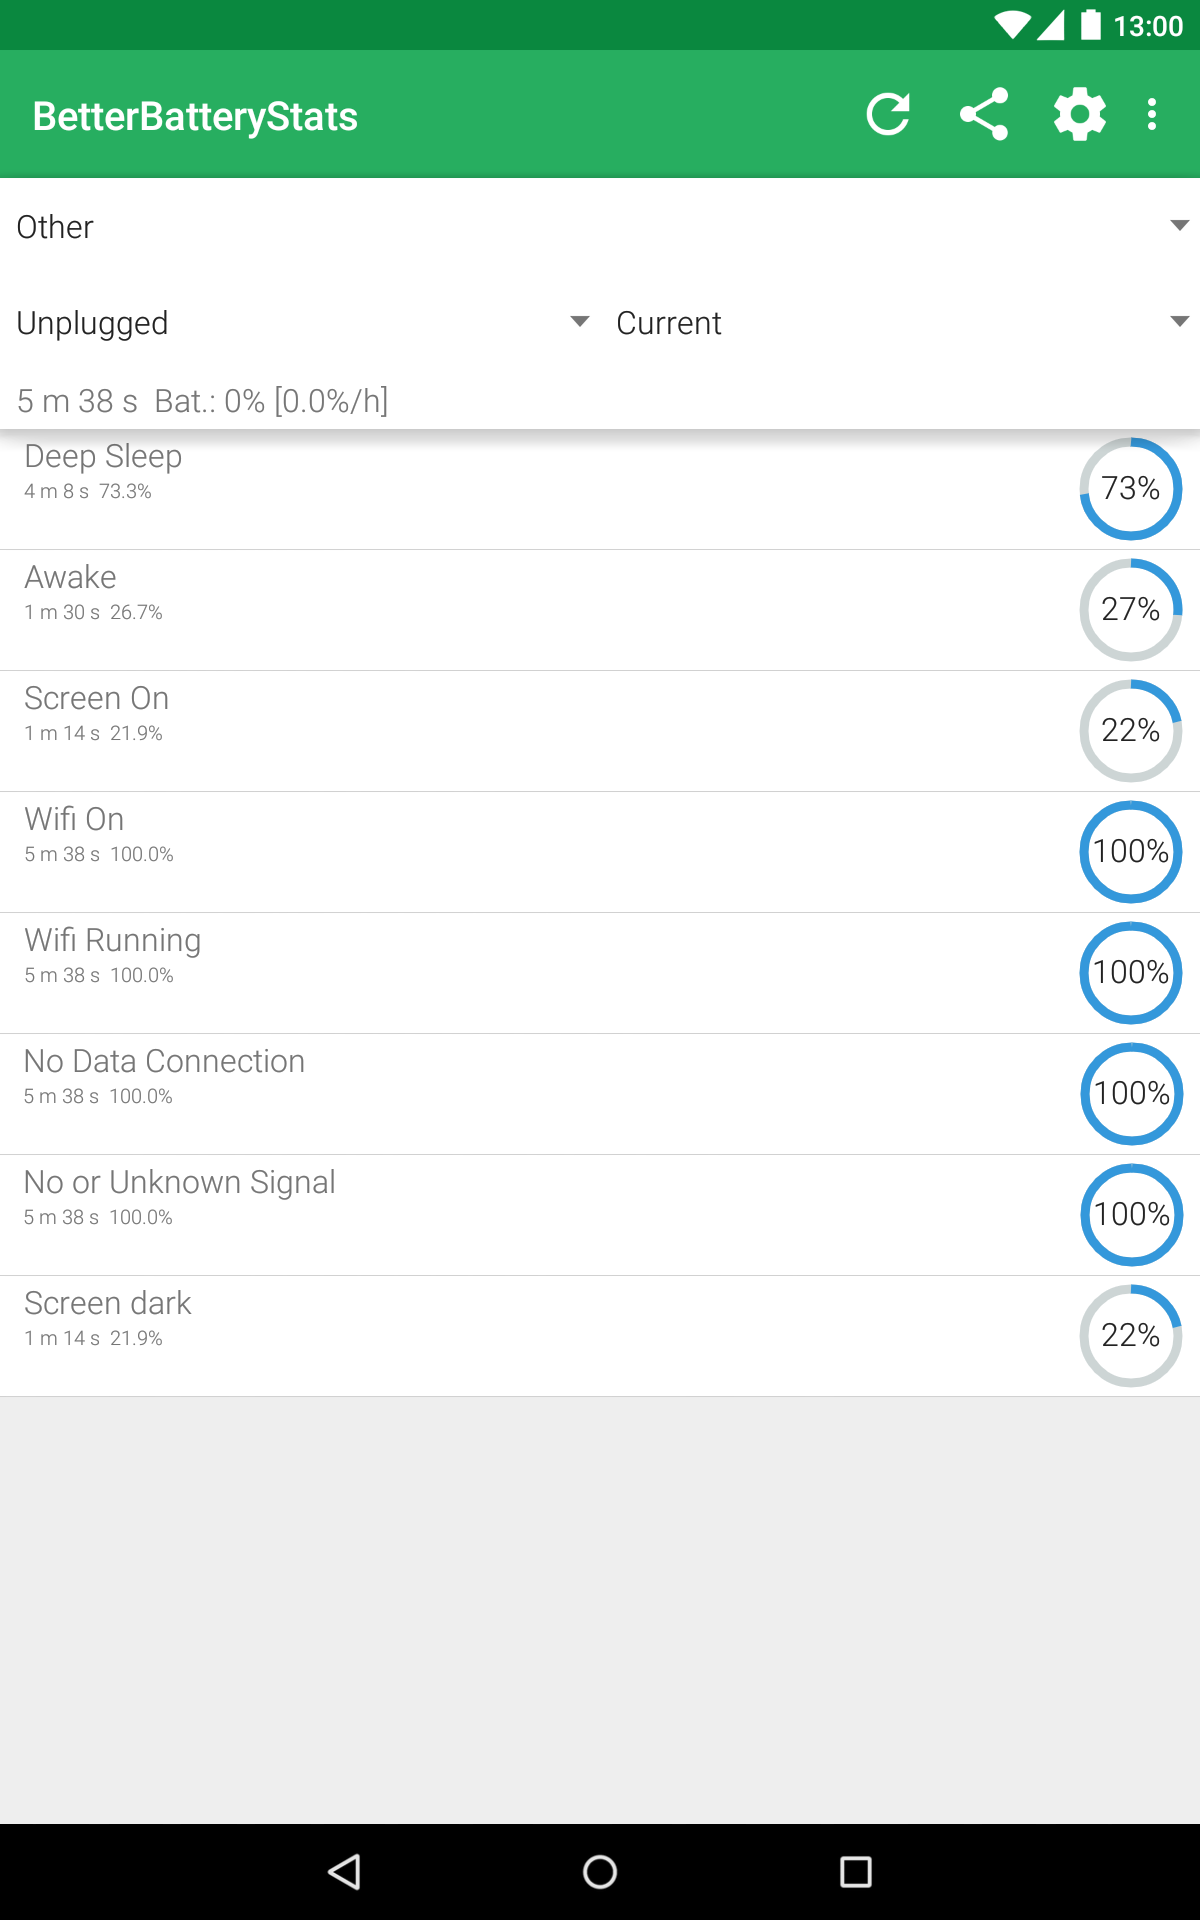 13:00
BetterBatteryStats
Other
Unplugged
Current
5 m 38 s  Bat.: 0% [0.0%/h]
Deep Sleep
4 m 8 s  73.3%
73%
Awake
1 m 30 s  26.7%
27%
Screen On
1 m 14 s  21.9%
22%
Wifi On
5 m 38 s  100.0%
100%
Wifi Running
5 m 38 s  100.0%
100%
No Data Connection
5 m 38 s  100.0%
100%
No or Unknown Signal
5 m 38 s  100.0%
100%
Screen dark
1 m 14 s  21.9%
22%